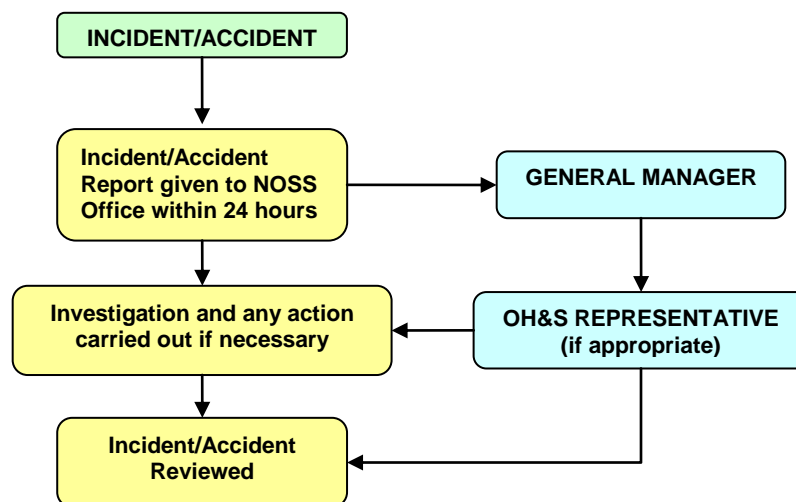 INCIDENT/ACCIDENT
Incident/Accident
Report given to NOSS
Office within 24 hours
GENERAL MANAGER
Investigation and any action
carried out if necessary
OH&S REPRESENTATIVE
(if appropriate)
Incident/Accident
Reviewed